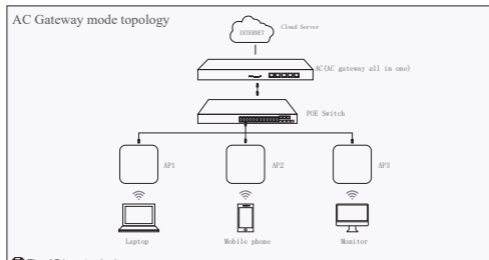 AC Gateway mode topology
Cloud Server
INTERNET
AC(AC gateway all in one)
POE Switch
AP1
AP2
AP3
Laptop
Mobile phone
Monitor